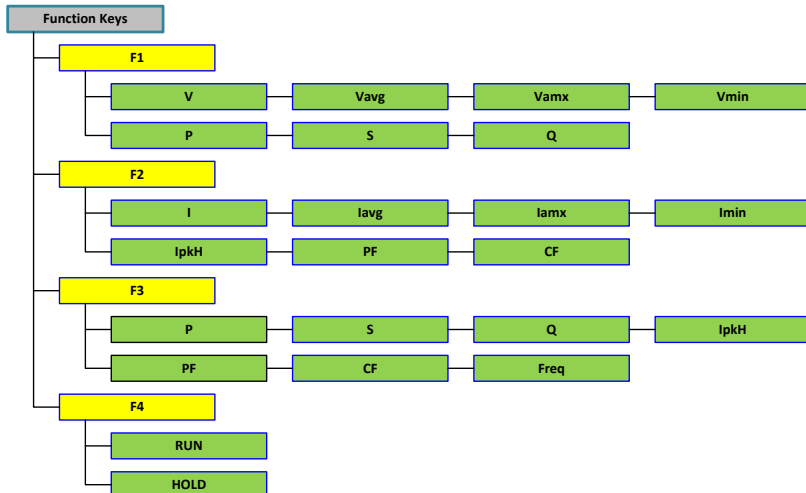 Function Keys
F1
V Vavg Vamx Vmin
P S Q
F2
I Iavg Iamx Imin
IpkH PF CF
F3
P S Q IpkH
PF CF Freq
F4
RUN
HOLD